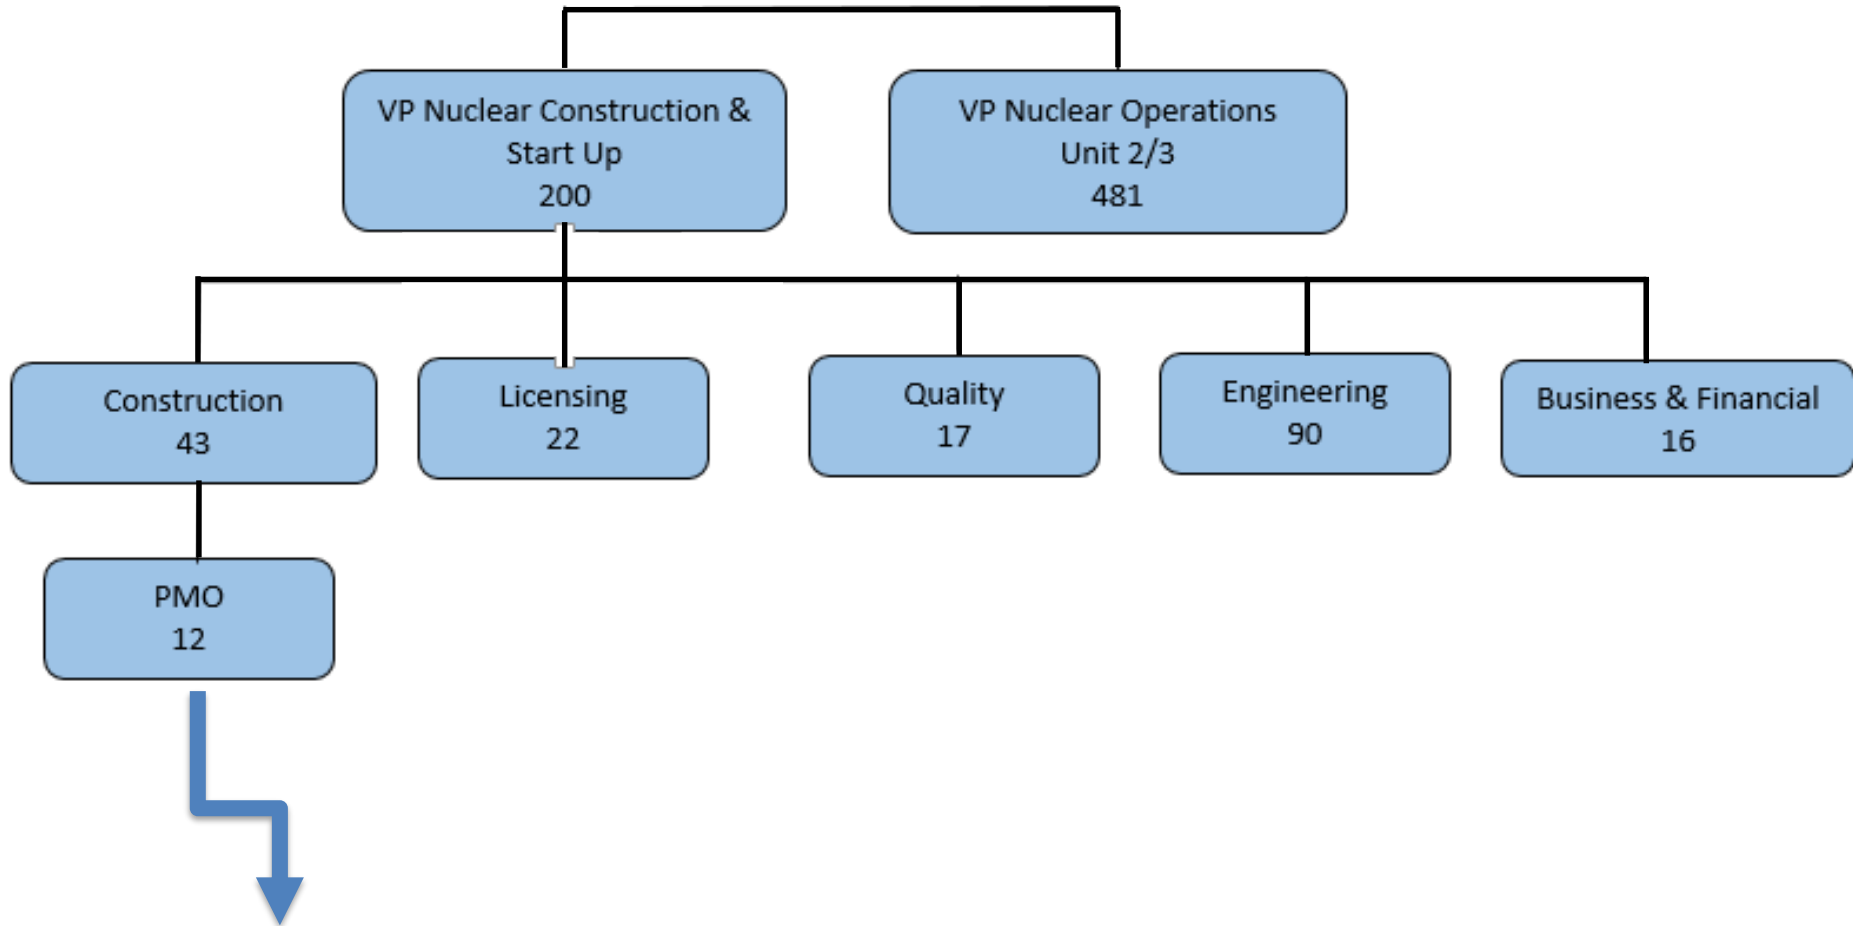 VP Nuclear Construction &
Start Up
200
VP Nuclear Operations
Unit 2/3
481
Construction
43
Licensing
22
Quality
17
Engineering
90
Business & Financial
16
PMO
12